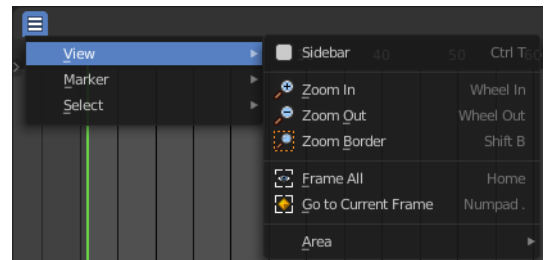 View
Marker
Select
Sidebar 40 50 Ctrl T 60
Zoom In Wheel In
Zoom Out Wheel Out
Zoom Border Shift B
Frame All Home
Go to Current Frame Numpad .
Area